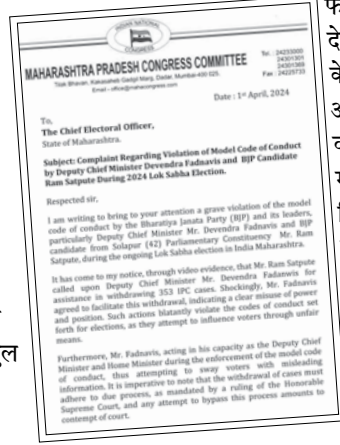 INDIAN NATIONAL
CONGRESS
MAHARASHTRA PRADESH CONGRESS COMMITTEE
Tilak Bhavan, Kakasaheb Gadgil Marg, Dadar, Mumbai-400 025.
Email - office@mahacongress.com
Tel. : 24233000
24301301
24301369
Fax : 24225733
Date : 1st April, 2024
To,
The Chief Electoral Officer,
State of Maharashtra.
Subject: Complaint Regarding Violation of Model Code of Conduct
by Deputy Chief Minister Devendra Fadnavis and BJP Candidate
Ram Satpute During 2024 Lok Sabha Election.
Respected sir,
I am writing to bring to your attention a grave violation of the model
code of conduct by the Bharatiya Janata Party (BJP) and its leaders,
particularly Deputy Chief Minister Mr. Devendra Fadnavis and BJP
candidate from Solapur (42) Parliamentary Constituency Mr. Ram
Satpute, during the ongoing Lok Sabha election in India Maharashtra.
It has come to my notice, through video evidence, that Mr. Ram Satpute
called upon Deputy Chief Minister Mr. Devendra Fadanwis for
assistance in withdrawing 353 IPC cases. Shockingly, Mr. Fadnavis
agreed to facilitate this withdrawal, indicating a clear misuse of power
and position. Such actions blatantly violate the codes of conduct set
forth for elections, as they attempt to influence voters through unfair
means.
Furthermore, Mr. Fadnavis, acting in his capacity as the Deputy Chief
Minister and Home Minister during the enforcement of the model code
of conduct, thus attempting to sway voters with misleading
information. It is imperative to note that the withdrawal of cases must
adhere to due process, as mandated by a ruling of the Honorable
Supreme Court, and any attempt to bypass this process amounts to
contempt of court.